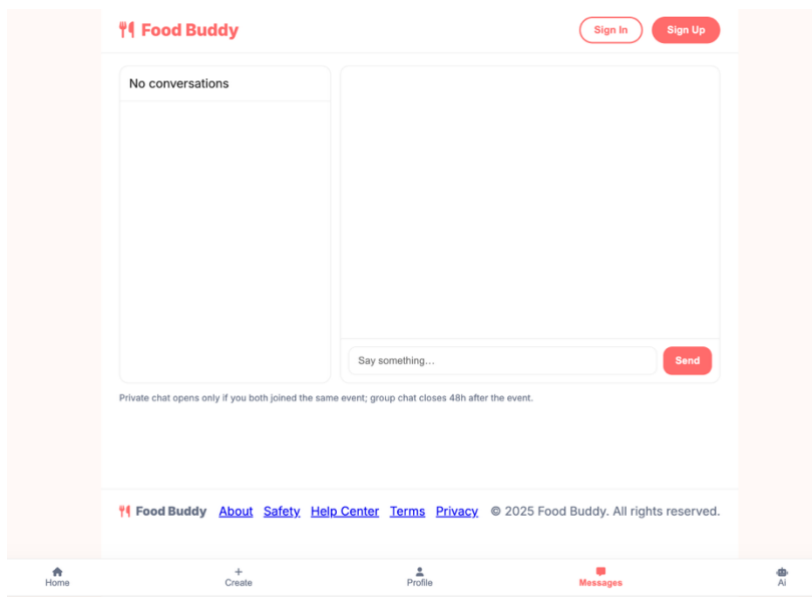 Food Buddy
Sign In
Sign Up
No conversations
Say something...
Send
Private chat opens only if you both joined the same event; group chat closes 48h after the event.
Food Buddy About Safety Help Center Terms Privacy © 2025 Food Buddy. All rights reserved.
Home
Create
Profile
Messages
Ai